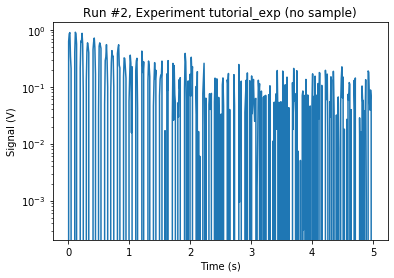 Run #2, Experiment tutorial_exp (no sample)
Signal (V)
10⁰
10⁻¹
10⁻²
10⁻³
0 1 2 3 4 5
Time (s)